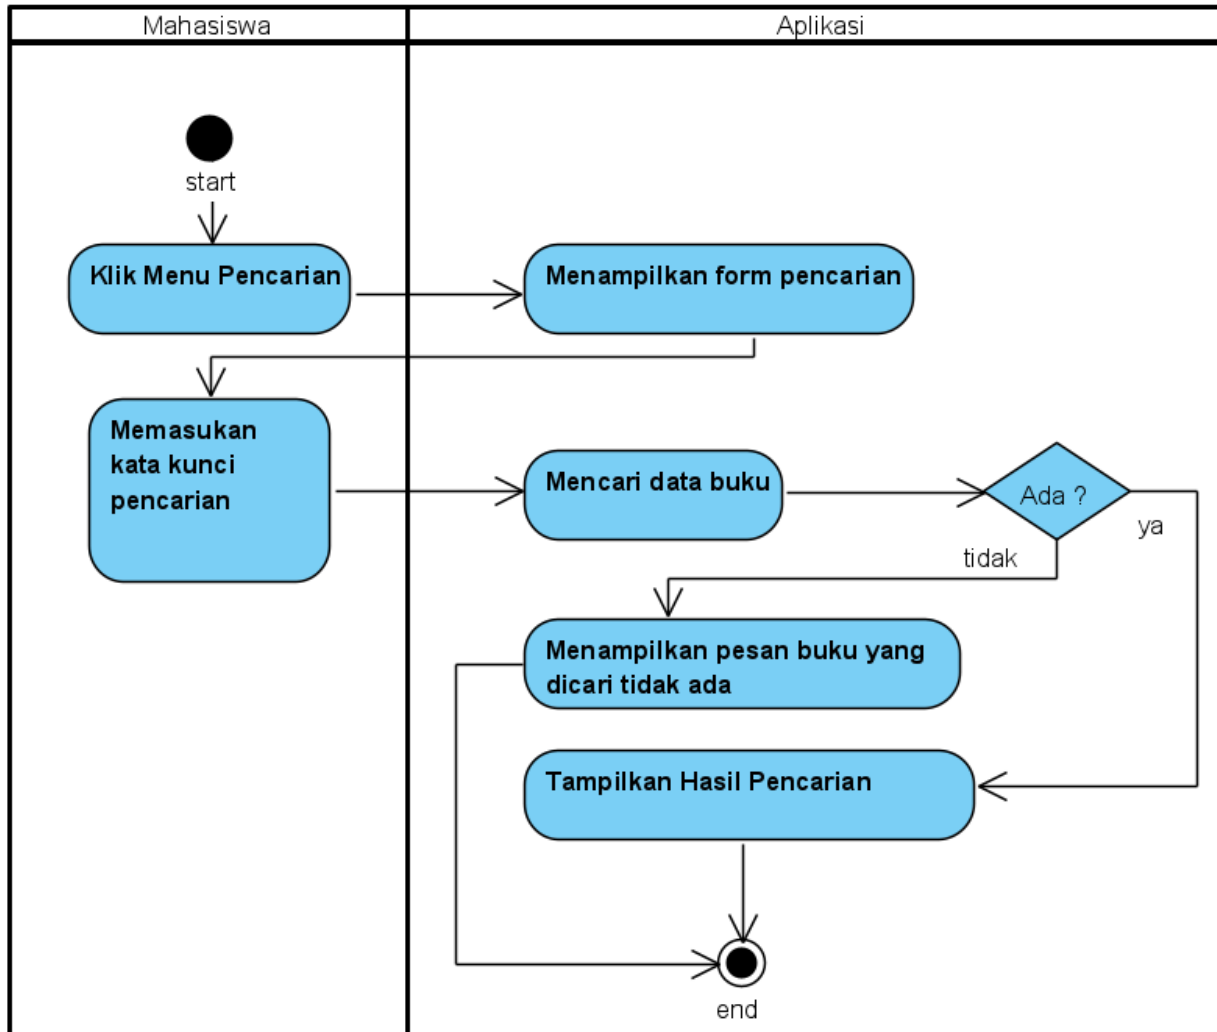 Mahasiswa
Aplikasi
start
Klik Menu Pencarian
Menampilkan form pencarian
Memasukan
kata kunci
pencarian
Mencari data buku
Ada ?
ya
tidak
Menampilkan pesan buku yang
dicari tidak ada
Tampilkan Hasil Pencarian
end